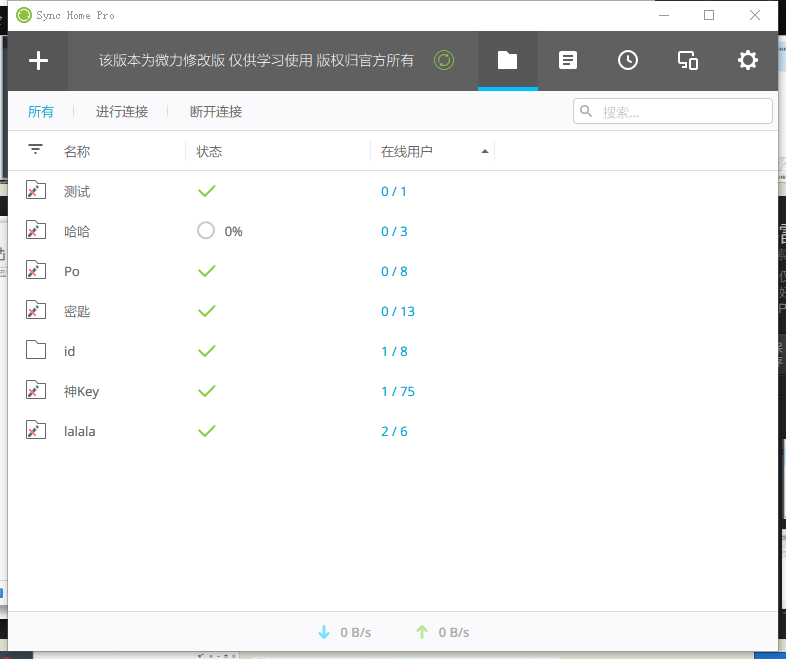 Sync Home Pro
该版本为微力修改版 仅供学习使用 版权归官方所有
所有 进行连接 断开连接 搜索...
名称 状态 在线用户
测试 0 / 1
哈哈 0% 0 / 3
Po 0 / 8
密匙 0 / 13
id 1 / 8
神Key 1 / 75
lalala 2 / 6
0 B/s 0 B/s